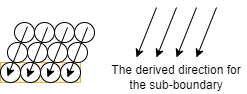 The derived direction for
the sub-boundary